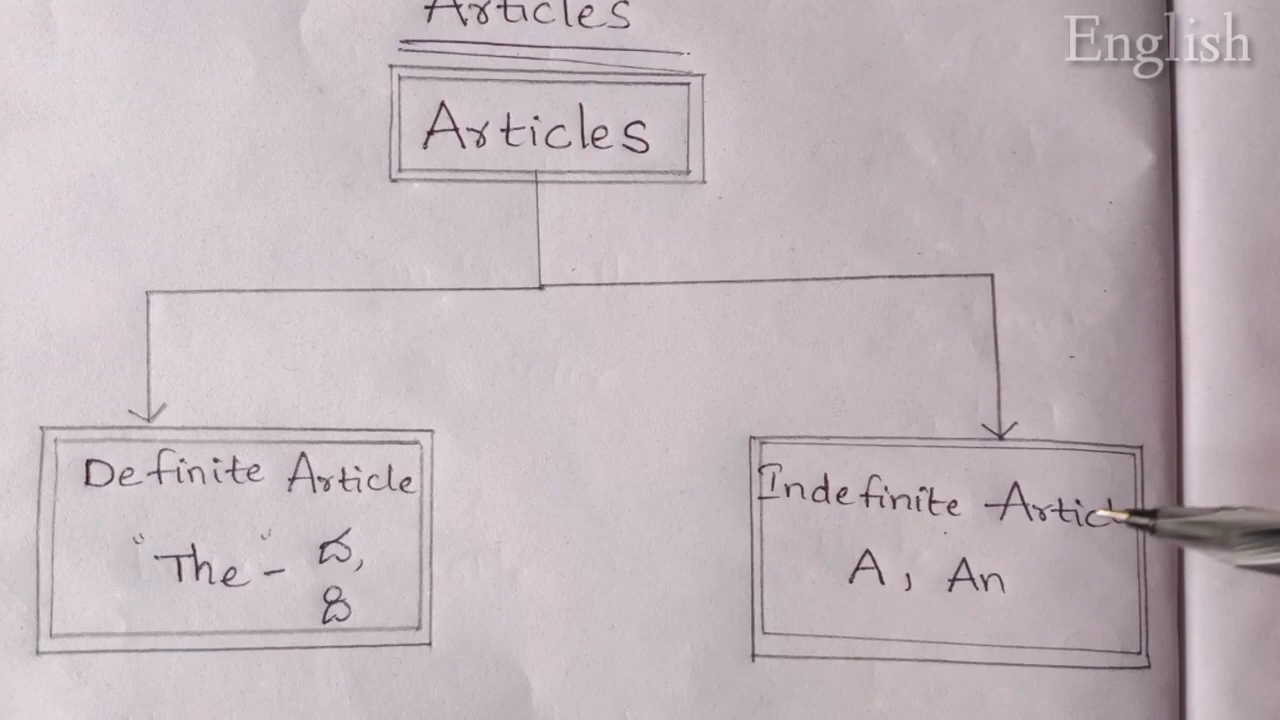 Articles
English
Articles
Definite Article
"The" - ದ,
ದಿ
Indefinite
A, An